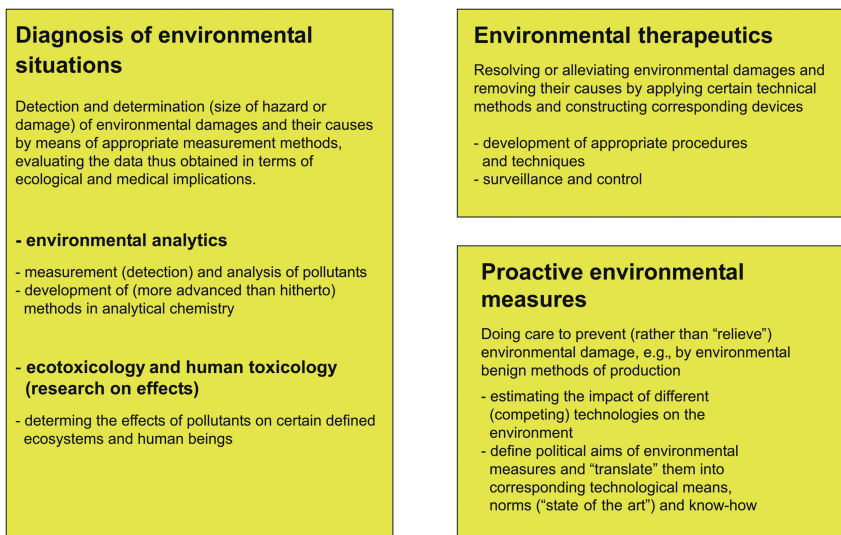 Diagnosis of environmental
situations
Detection and determination (size of hazard or
damage) of environmental damages and their causes
by means of appropriate measurement methods,
evaluating the data thus obtained in terms of
ecological and medical implications.
- environmental analytics
- measurement (detection) and analysis of pollutants
- development of (more advanced than hitherto)
methods in analytical chemistry
- ecotoxicology and human toxicology
(research on effects)
- determing the effects of pollutants on certain defined
ecosystems and human beings
Environmental therapeutics
Resolving or alleviating environmental damages and
removing their causes by applying certain technical
methods and constructing corresponding devices
- development of appropriate procedures
and techniques
- surveillance and control
Proactive environmental
measures
Doing care to prevent (rather than “relieve”)
environmental damage, e.g., by environmental
benign methods of production
- estimating the impact of different
(competing) technologies on the
environment
- define political aims of environmental
measures and “translate” them into
corresponding technological means,
norms (“state of the art”) and know-how